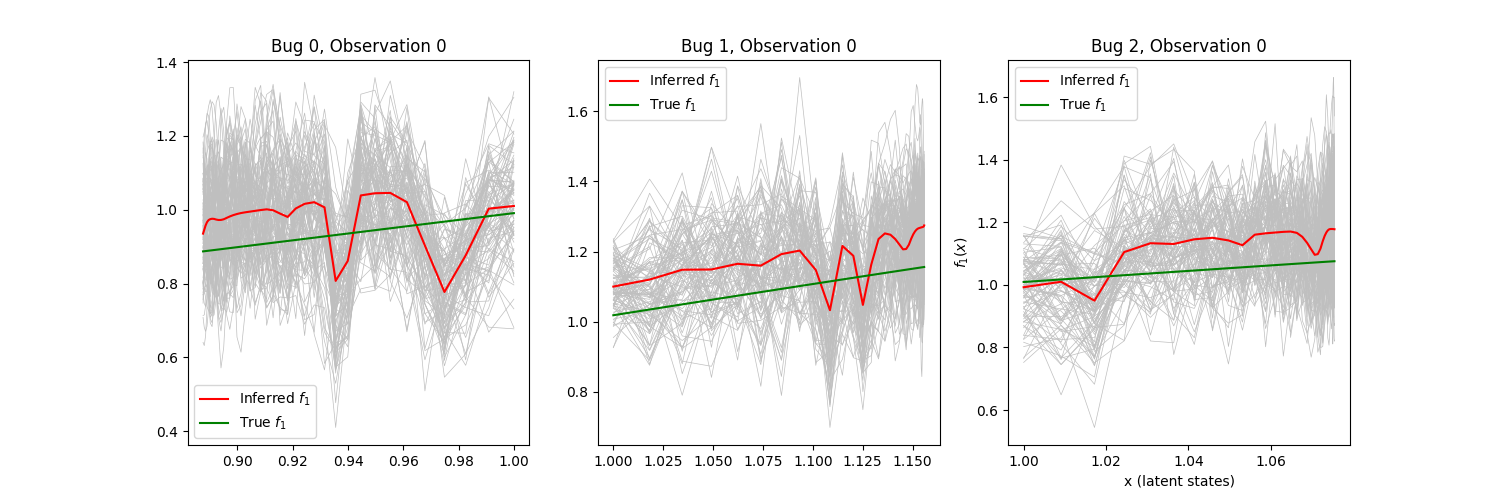 Bug 0, Observation 0
1.4
1.2
1.0
0.8
0.6
0.4
Inferred f₁
True f₁
0.90 0.92 0.94 0.96 0.98 1.00
Bug 1, Observation 0
Inferred f₁
True f₁
1.6
1.4
1.2
1.0
0.8
1.000 1.025 1.050 1.075 1.100 1.125 1.150
Bug 2, Observation 0
Inferred f₁
True f₁
f₁(x)
1.6
1.4
1.2
1.0
0.8
0.6
1.00 1.02 1.04 1.06
x (latent states)